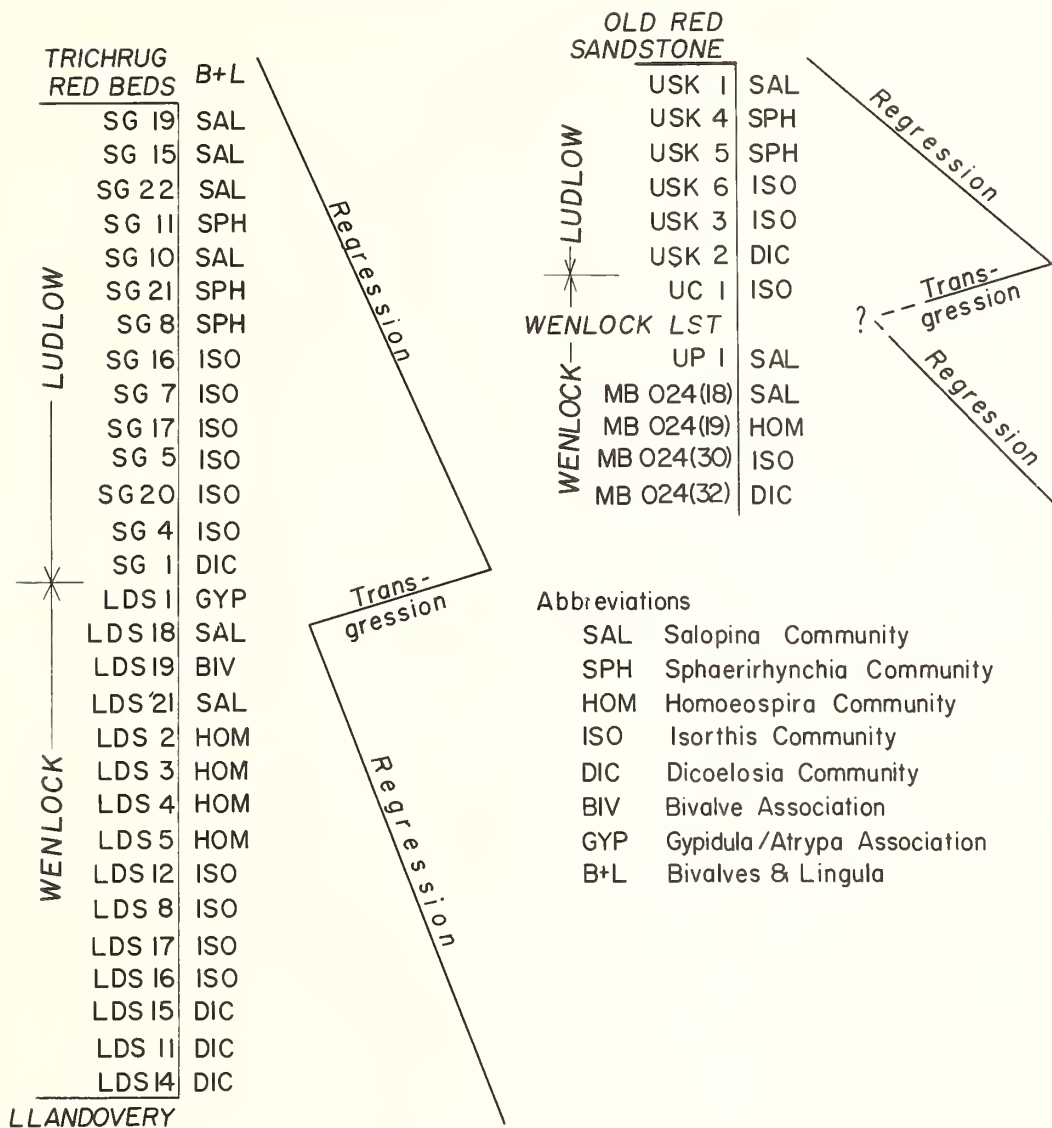 TRICHRUG
RED BEDS B+L
SG 19 SAL
SG 15 SAL
SG 22 SAL
SG 11 SPH
SG 10 SAL
SG 21 SPH
SG 8 SPH
SG 16 ISO
SG 7 ISO
SG 17 ISO
SG 5 ISO
SG 20 ISO
SG 4 ISO
SG 1 DIC
LDS 1 GYP
LDS 18 SAL
LDS 19 BIV
LDS 21 SAL
LDS 2 HOM
LDS 3 HOM
LDS 4 HOM
LDS 5 HOM
LDS 12 ISO
LDS 8 ISO
LDS 17 ISO
LDS 16 ISO
LDS 15 DIC
LDS 11 DIC
LDS 14 DIC
LLANDOVERY
LUDLOW
WENLOCK
Regression
Trans-
gression
Regression
OLD RED
SANDSTONE
USK 1 SAL
USK 4 SPH
USK 5 SPH
USK 6 ISO
USK 3 ISO
USK 2 DIC
UC 1 ISO
WENLOCK LST
UP 1 SAL
MB 024(18) SAL
MB 024(19) HOM
MB 024(30) ISO
MB 024(32) DIC
LUDLOW
WENLOCK
Regression
Trans-
gression
?
Regression
Abbreviations
SAL Salopina Community
SPH Sphaerirhynchia Community
HOM Homoeospira Community
ISO Isorthis Community
DIC Dicoelosia Community
BIV Bivalve Association
GYP Gypidula/Atrypa Association
B+L Bivalves & Lingula